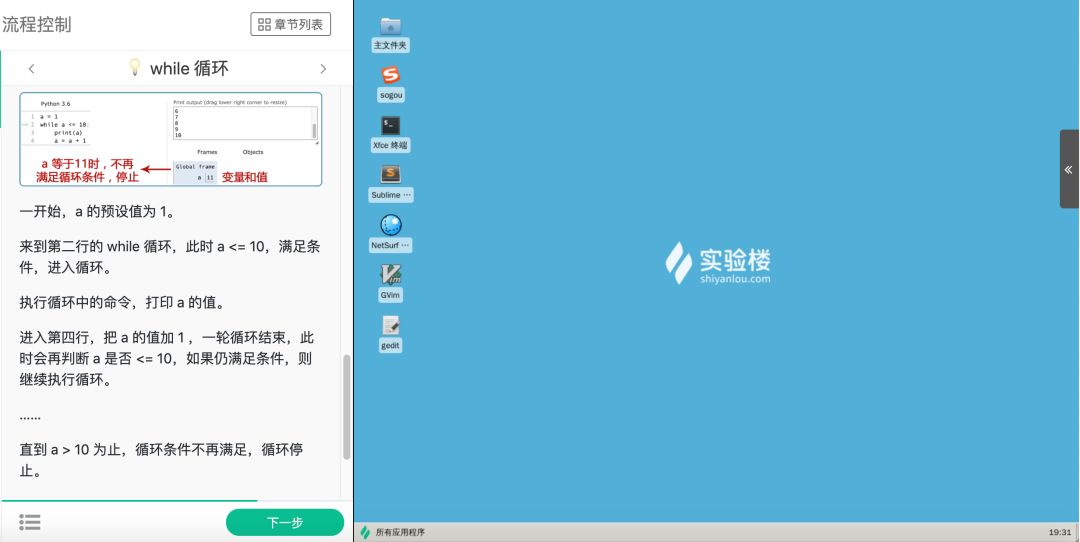 流程控制
章节列表
while 循环
Python 3.6
1 a = 1
2 while a <= 10:
3 print(a)
4 a = a + 1
Print output (drag lower right corner to resize)
6
7
8
9
10
Frames Objects
Global frame
a 11
a 等于11时，不再
满足循环条件，停止
变量和值
一开始，a 的预设值为 1。
来到第二行的 while 循环，此时 a <= 10，满足条
件，进入循环。
执行循环中的命令，打印 a 的值。
进入第四行，把 a 的值加 1 ，一轮循环结束，此
时会再判断 a 是否 <= 10，如果仍满足条件，则
继续执行循环。
......
直到 a > 10 为止，循环条件不再满足，循环停
止。
下一步
主文件夹
sogou
Xfce 终端
Sublime ···
NetSurf ···
GVim
gedit
实验楼
shiyanlou.com
所有应用程序
19:31